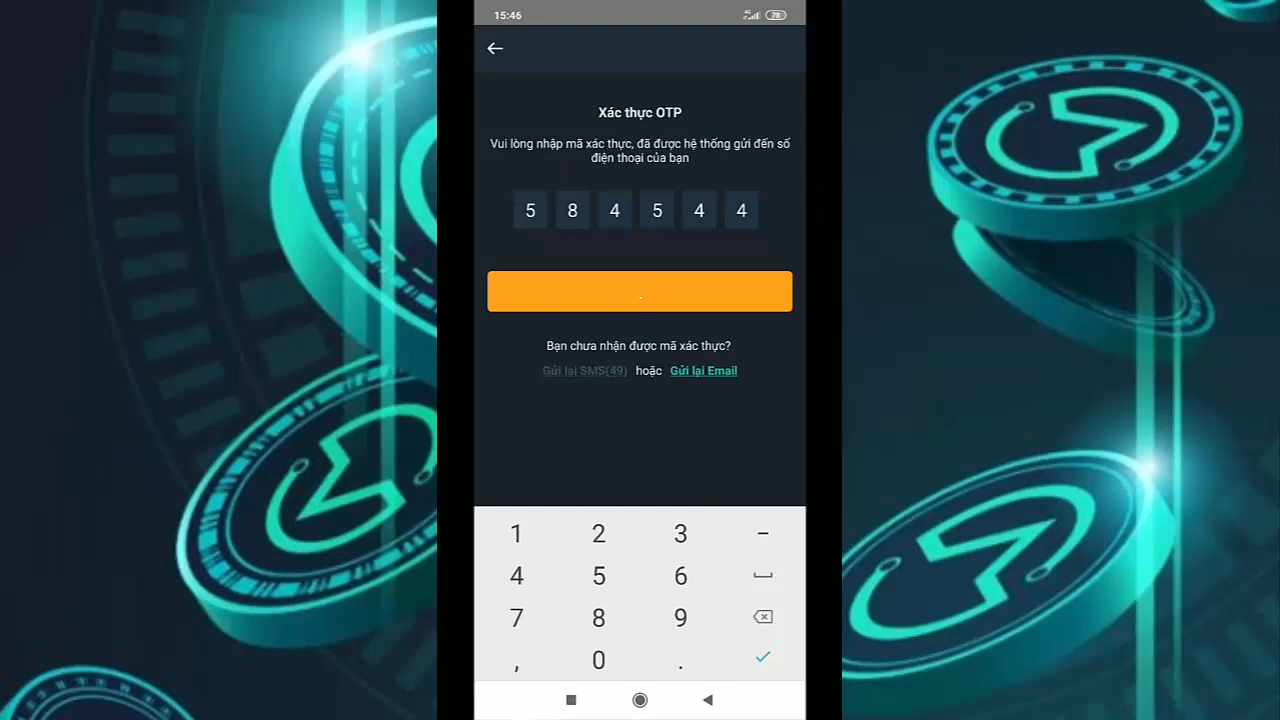 15:46
4G
78
Xác thực OTP
Vui lòng nhập mã xác thực, đã được hệ thống gửi đến số
điện thoại của bạn
5 8 4 5 4 4
.
Bạn chưa nhận được mã xác thực?
Gửi lại SMS(49) hoặc Gửi lại Email
1 2 3 –
4 5 6
7 8 9
, 0 .